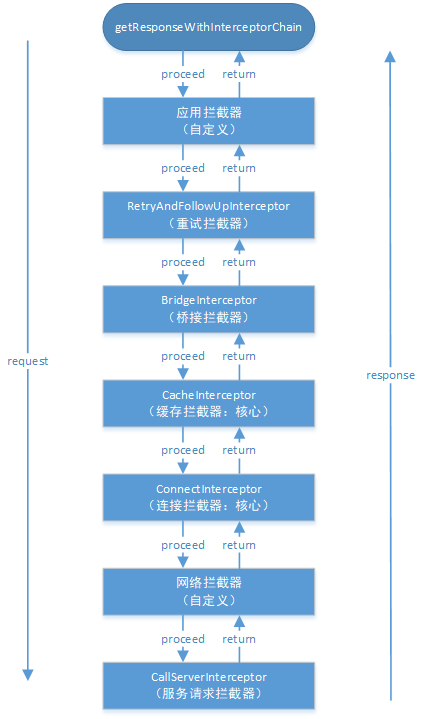 getResponseWithInterceptorChain
proceed return
应用拦截器
（自定义）
proceed return
RetryAndFollowUpInterceptor
（重试拦截器）
proceed return
BridgeInterceptor
（桥接拦截器）
proceed return
request
response
CacheInterceptor
（缓存拦截器：核心）
proceed return
ConnectInterceptor
（连接拦截器：核心）
proceed return
网络拦截器
（自定义）
proceed return
CallServerInterceptor
（服务请求拦截器）